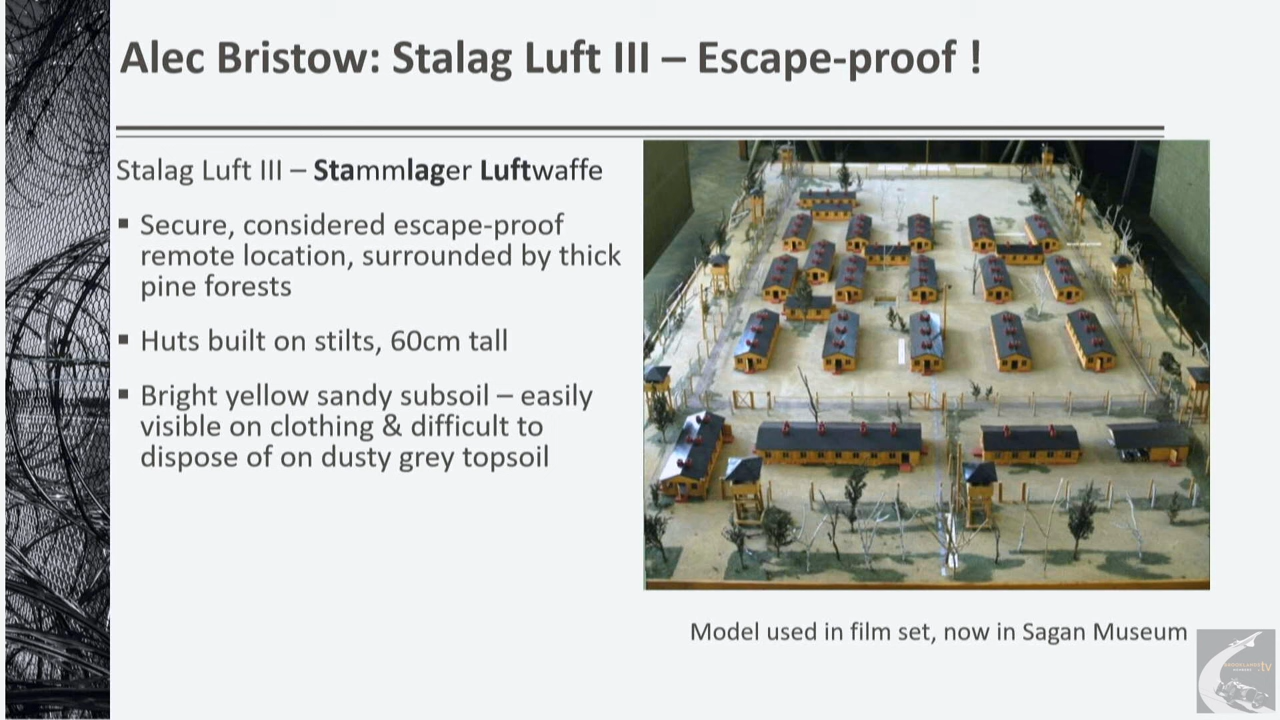 Alec Bristow: Stalag Luft III – Escape-proof !
Stalag Luft III – Stammlager Luftwaffe
▪ Secure, considered escape-proof
remote location, surrounded by thick
pine forests
▪ Huts built on stilts, 60cm tall
▪ Bright yellow sandy subsoil – easily
visible on clothing & difficult to
dispose of on dusty grey topsoil
Model used in film set, now in Sagan Museum
BROOKLANDS
tv